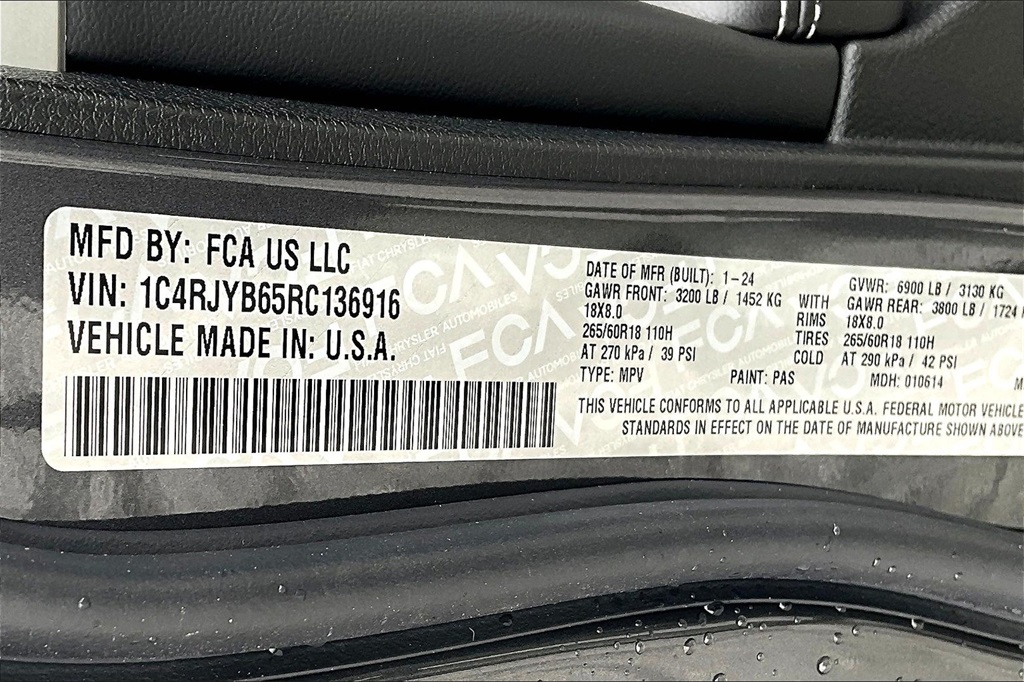 MFD BY: FCA US LLC
VIN: 1C4RJYB65RC136916
VEHICLE MADE IN: U.S.A.
DATE OF MFR (BUILT): 1-24 GVWR: 6900 LB / 3130 KG
GAWR FRONT: 3200 LB / 1452 KG WITH GAWR REAR: 3800 LB / 1724
18X8.0 RIMS 18X8.0
265/60R18 110H TIRES 265/60R18 110H
AT 270 kPa / 39 PSI COLD AT 290 kPa / 42 PSI
TYPE: MPV PAINT: PAS MDH: 010614 M
THIS VEHICLE CONFORMS TO ALL APPLICABLE U.S.A. FEDERAL MOTOR VEHICLE
STANDARDS IN EFFECT ON THE DATE OF MANUFACTURE SHOWN ABOVE
FCA
FIAT CHRYSLER AUTOMOBILES